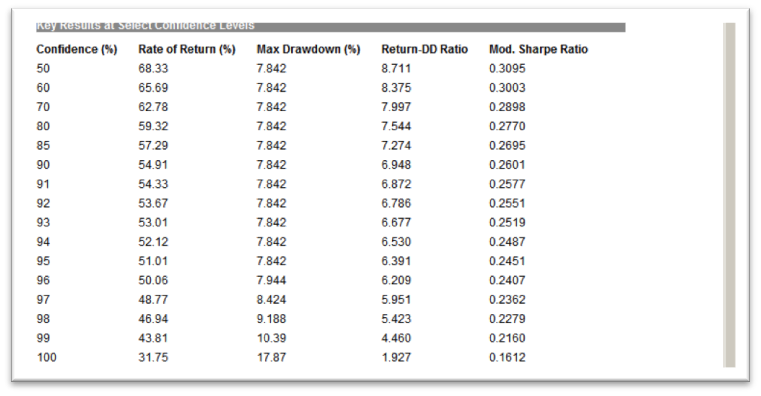 Key Results at Select Confidence Levels
Confidence (%) Rate of Return (%) Max Drawdown (%) Return-DD Ratio Mod. Sharpe Ratio
50 68.33 7.842 8.711 0.3095
60 65.69 7.842 8.375 0.3003
70 62.78 7.842 7.997 0.2898
80 59.32 7.842 7.544 0.2770
85 57.29 7.842 7.274 0.2695
90 54.91 7.842 6.948 0.2601
91 54.33 7.842 6.872 0.2577
92 53.67 7.842 6.786 0.2551
93 53.01 7.842 6.677 0.2519
94 52.12 7.842 6.530 0.2487
95 51.01 7.842 6.391 0.2451
96 50.06 7.944 6.209 0.2407
97 48.77 8.424 5.951 0.2362
98 46.94 9.188 5.423 0.2279
99 43.81 10.39 4.460 0.2160
100 31.75 17.87 1.927 0.1612